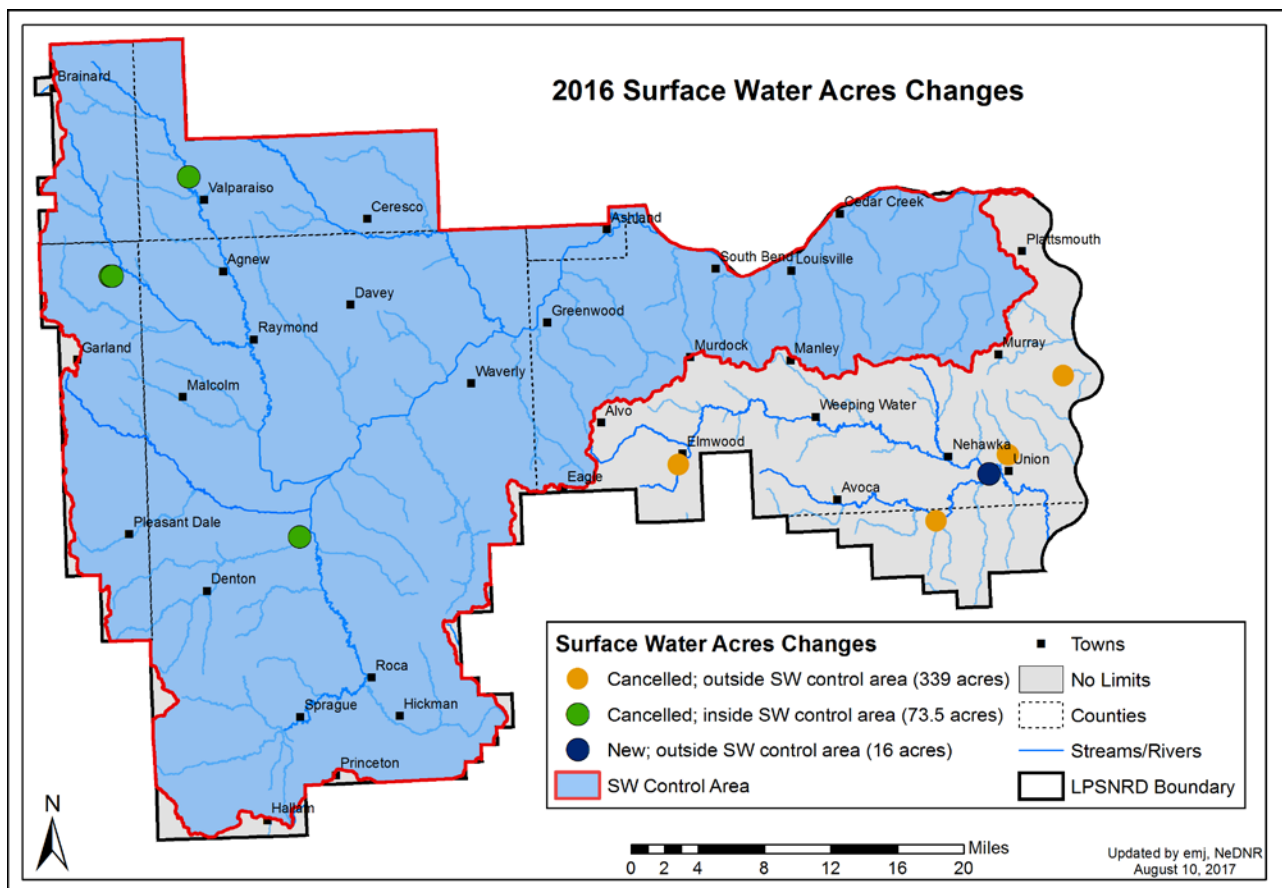 2016 Surface Water Acres Changes
Brainard
Valparaiso
Ceresco
Ashland
Cedar Creek
Plattsmouth
Agnew
South Bend
Louisville
Davey
Greenwood
Raymond
Garland
Murdock
Manley
Murray
Malcolm
Waverly
Alvo
Weeping Water
Elmwood
Nehawka
Union
Eagle
Avoca
Pleasant Dale
Denton
Roca
Sprague
Hickman
Princeton
Hallam
Surface Water Acres Changes
Cancelled; outside SW control area (339 acres)
Cancelled; inside SW control area (73.5 acres)
New; outside SW control area (16 acres)
SW Control Area
Towns
No Limits
Counties
Streams/Rivers
LPSNRD Boundary
N
Miles
0 2 4 8 12 16 20
Updated by emj, NeDNR
August 10, 2017